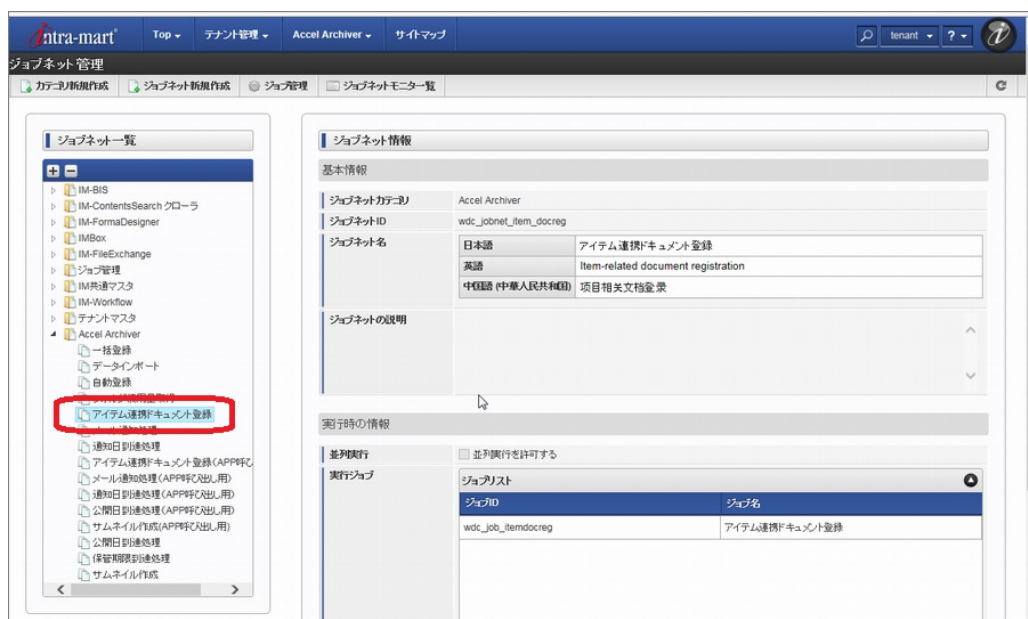 intra-mart
Top テナント管理 Accel Archiver サイトマップ tenant ?
ジョブネット管理
カテゴリ新規作成 ジョブネット新規作成 ジョブ管理 ジョブネットモニター覧
ジョブネット一覧
IM-BIS
IM-ContentsSearch クローラ
IM-FormaDesigner
IMBox
IM-FileExchange
ジョブ管理
IM共通マスタ
IM-Workflow
テナントマスタ
Accel Archiver
一括登録
データインポート
自動登録
アイテム連携ドキュメント登録
メール通知処理
通知日到達処理
アイテム連携ドキュメント登録(APP呼び
メール通知処理(APP呼び出し用)
通知日到達処理(APP呼び出し用)
公開日到達処理(APP呼び出し用)
サムネイル作成(APP呼び出し用)
公開日到達処理
保管期限到達処理
サムネイル作成
ジョブネット情報
基本情報
ジョブネットカテゴリ Accel Archiver
ジョブネットID wdc_jobnet_item_docreg
ジョブネット名
日本語 アイテム連携ドキュメント登録
英語 Item-related document registration
中国語 (中華人民共和国) 项目相关文档登录
ジョブネットの説明
実行時の情報
並列実行 並列実行を許可する
実行ジョブ
ジョブリスト
ジョブID ジョブ名
wdc_job_itemdocreg アイテム連携ドキュメント登録